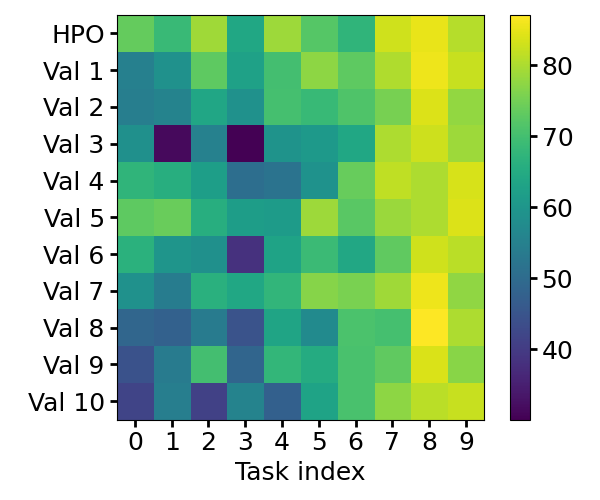 HPO
Val 1
Val 2
Val 3
Val 4
Val 5
Val 6
Val 7
Val 8
Val 9
Val 10
0 1 2 3 4 5 6 7 8 9
Task index
80
70
60
50
40